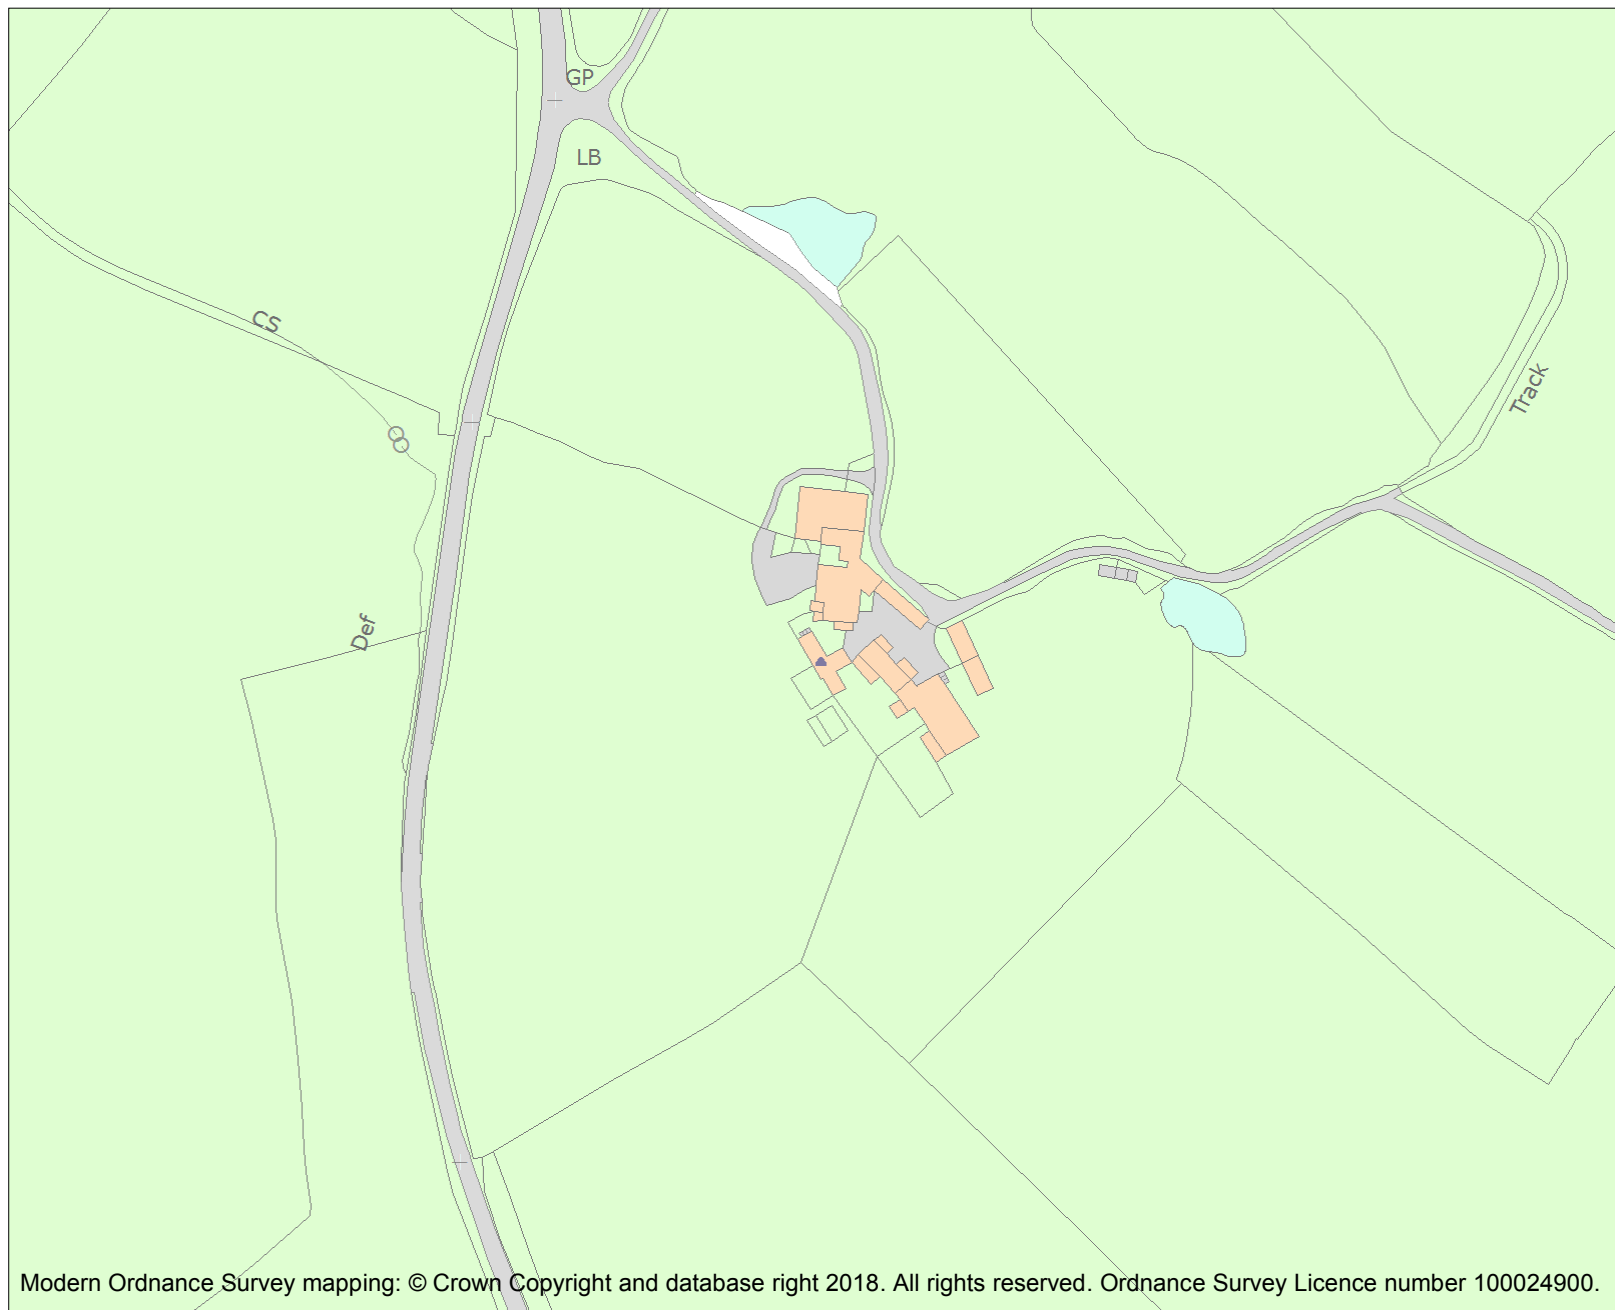 GP
LB
CS
Track
Def
Modern Ordnance Survey mapping: © Crown Copyright and database right 2018. All rights reserved. Ordnance Survey Licence number 100024900.